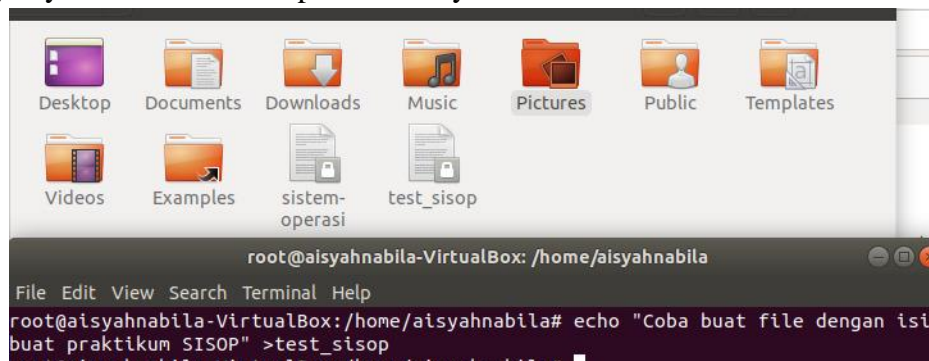 Desktop Documents Downloads Music Pictures Public Templates
Videos Examples sistem-operasi test_sisop
root@aisyahnabila-VirtualBox: /home/aisyahnabila
File Edit View Search Terminal Help
root@aisyahnabila-VirtualBox:/home/aisyahnabila# echo "Coba buat file dengan isi
buat praktikum SISOP" >test_sisop